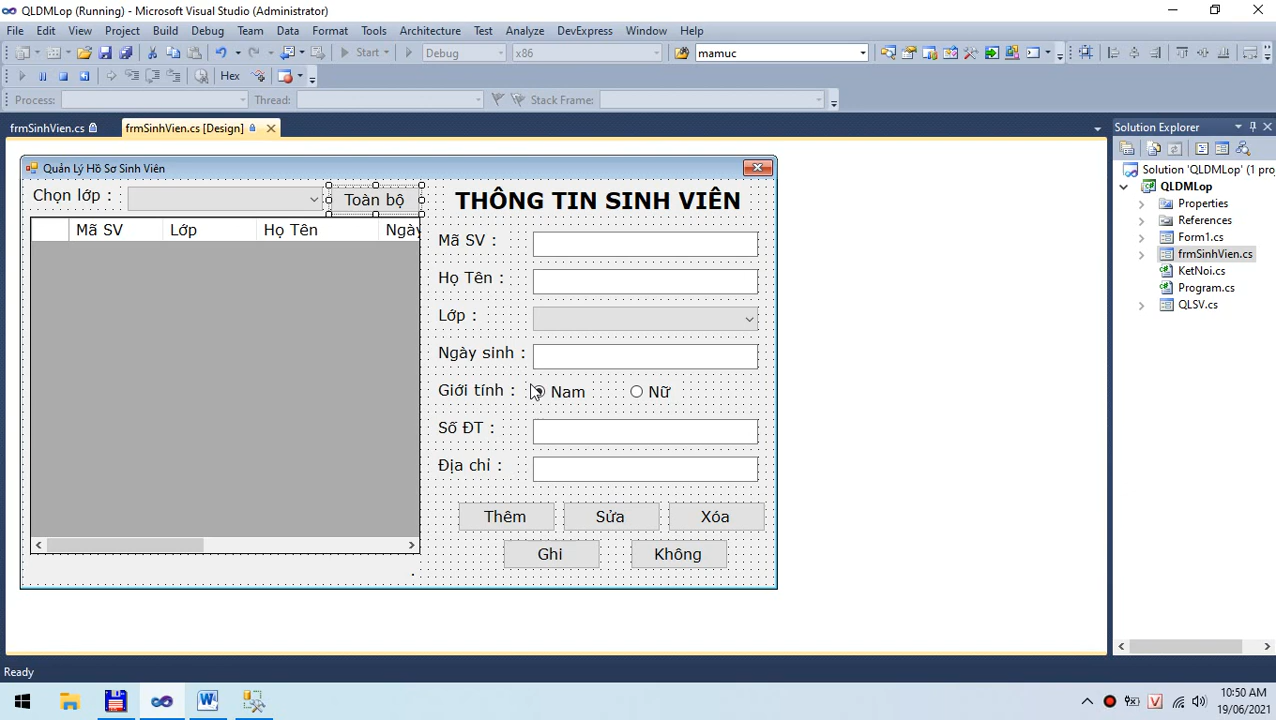 QLDMLop (Running) - Microsoft Visual Studio (Administrator)
File Edit View Project Build Debug Team Data Format Tools Architecture Test Analyze DevExpress Window Help
Start Debug x86 mamuc
Hex
Process: Thread: Stack Frame:
frmSinhVien.cs frmSinhVien.cs [Design]
Solution Explorer
Solution 'QLDMLop' (1 proj
QLDMLop
Properties
References
Form1.cs
frmSinhVien.cs
KetNoi.cs
Program.cs
QLSV.cs
Quản Lý Hồ Sơ Sinh Viên
Chọn lớp : Toàn bộ
Mã SV Lớp Họ Tên Ngày
.
THÔNG TIN SINH VIÊN
Mã SV :
Họ Tên :
Lớp :
Ngày sinh :
Giới tính : Nam Nữ
Số ĐT :
Địa chỉ :
Thêm Sửa Xóa
Ghi Không
Ready
V 10:50 AM
19/06/2021